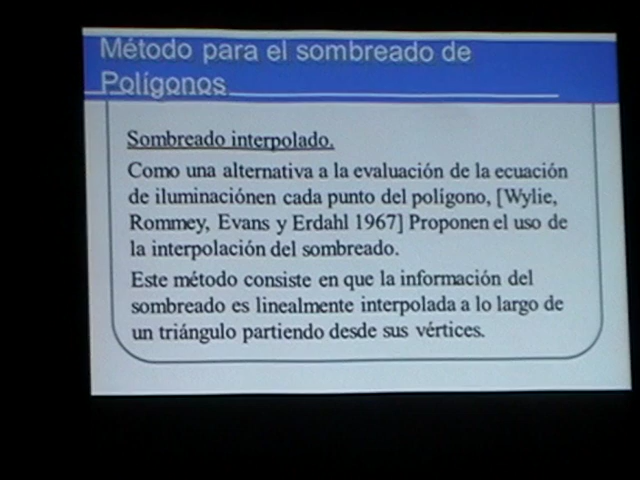 Método para el sombreado de
Polígonos
Sombreado interpolado.
Como una alternativa a la evaluación de la ecuación
de iluminaciónen cada punto del polígono, [Wylie,
Rommey, Evans y Erdahl 1967] Proponen el uso de
la interpolación del sombreado.
Este método consiste en que la información del
sombreado es linealmente interpolada a lo largo de
un triángulo partiendo desde sus vértices.